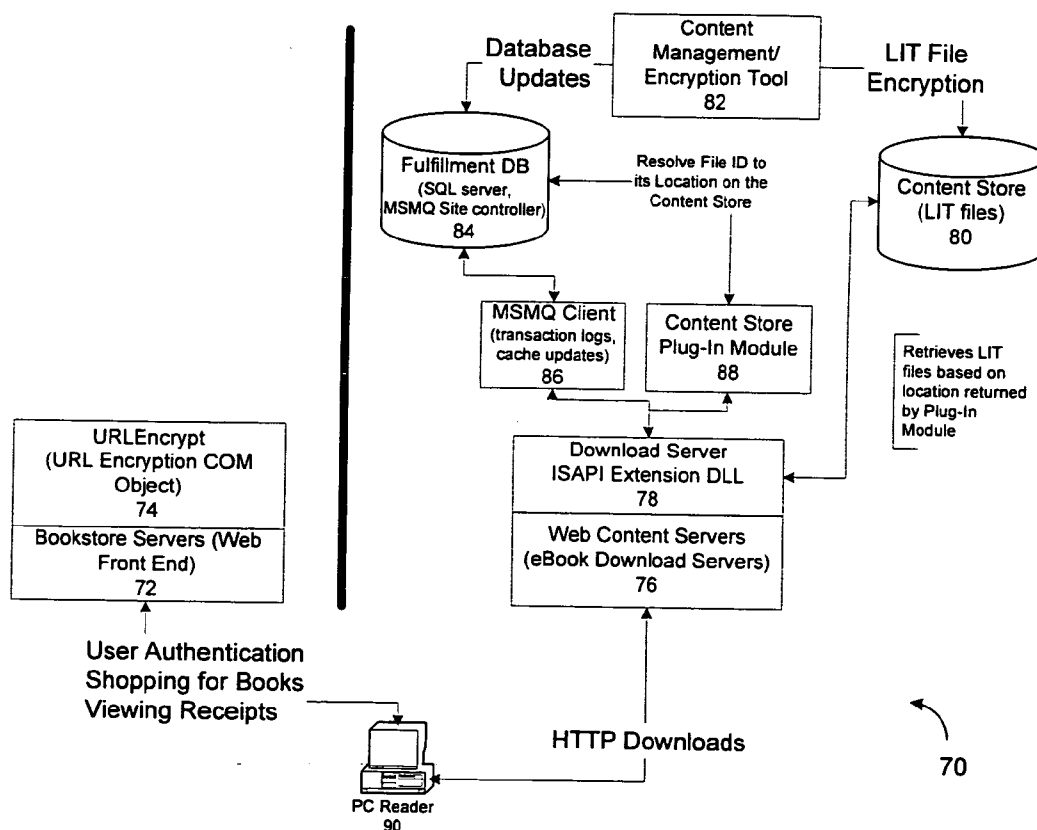 Content
Management/
Encryption Tool
82
Database
Updates
LIT File
Encryption
Fulfillment DB
(SQL server,
MSMQ Site controller)
84
Resolve File ID to
its Location on the
Content Store
Content Store
(LIT files)
80
MSMQ Client
(transaction logs,
cache updates)
86
Content Store
Plug-In Module
88
Retrieves LIT
files based on
location returned
by Plug-In
Module
URLEncrypt
(URL Encryption COM
Object)
74
Bookstore Servers (Web
Front End)
72
Download Server
ISAPI Extension DLL
78
Web Content Servers
(eBook Download Servers)
76
User Authentication
Shopping for Books
Viewing Receipts
HTTP Downloads
70
PC Reader
90